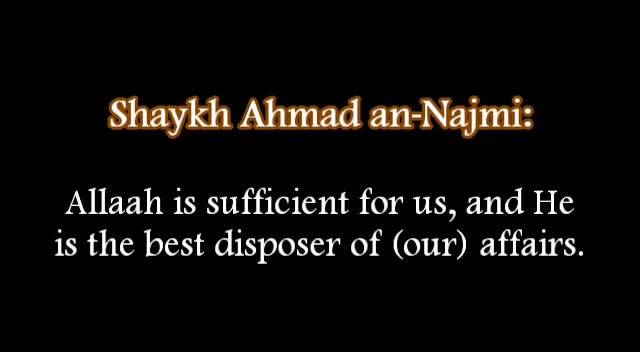 Shaykh Ahmad an-Najmi:
Allaah is sufficient for us, and He
is the best disposer of (our) affairs.